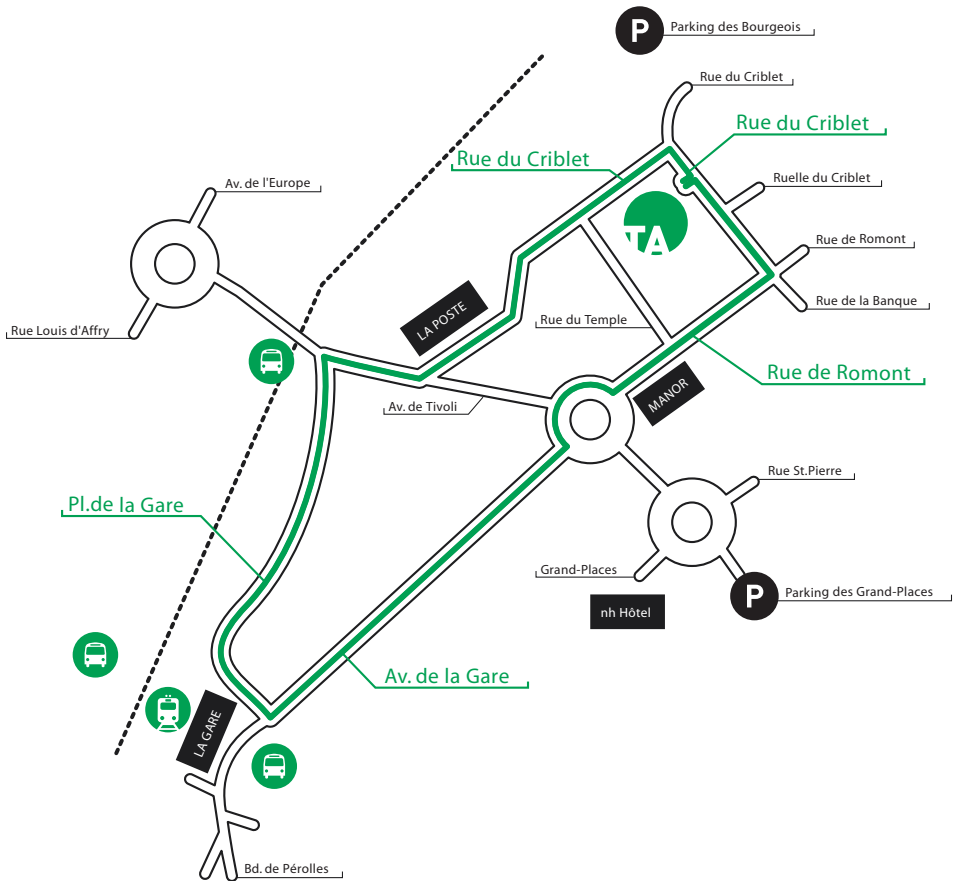 P
Parking des Bourgeois
Rue du Criblet
Rue du Criblet
Rue du Criblet
Av. de l'Europe
Ruelle du Criblet
TA
Rue de Romont
Rue de la Banque
Rue Louis d'Affry
LA POSTE
Rue du Temple
Rue de Romont
MANOR
Av. de Tivoli
Rue St.Pierre
Pl.de la Gare
Grand-Places
P
Parking des Grand-Places
nh Hôtel
Av. de la Gare
LA GARE
Bd. de Pérolles